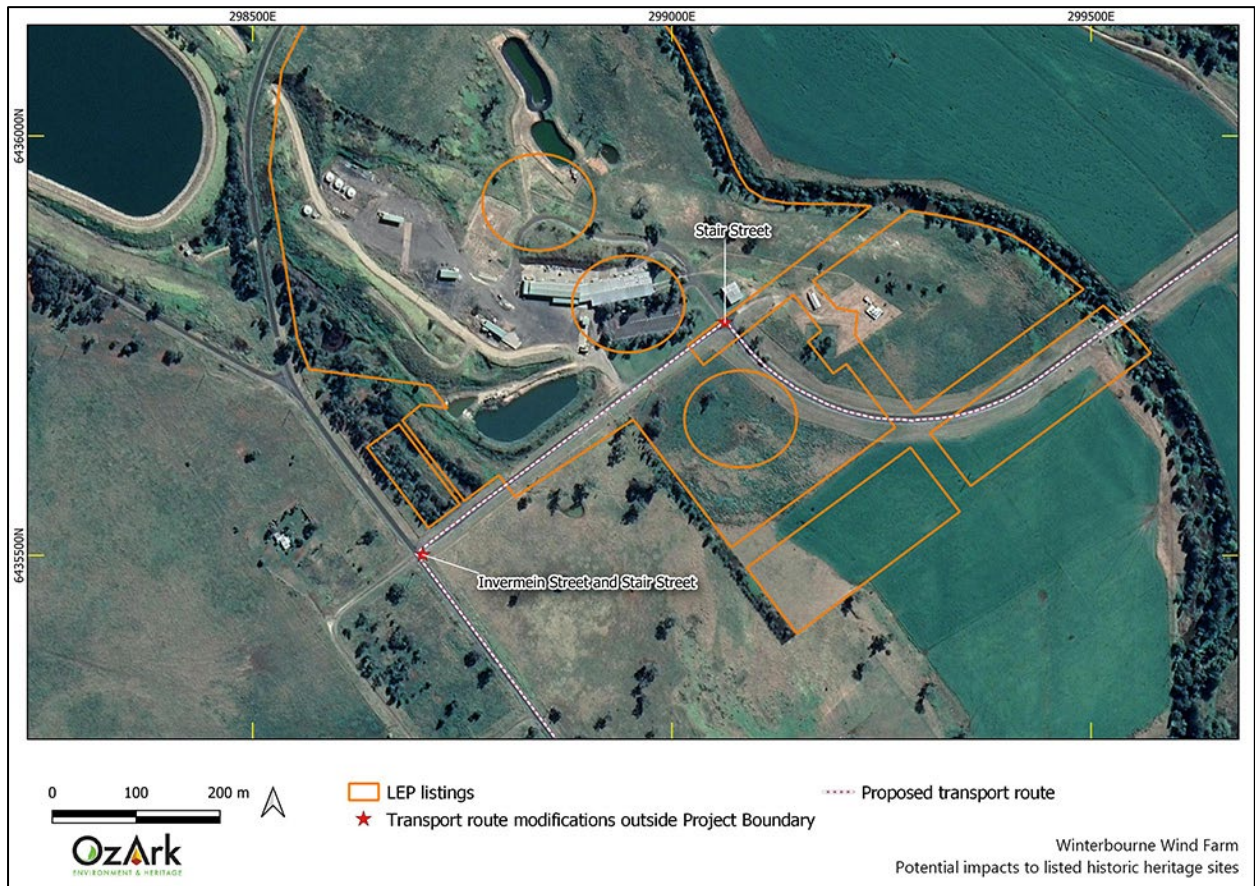 298500E
299000E
299500E
6436000N
Stair Street
6435500N
Invermein Street and Stair Street
0 100 200 m
LEP listings
Proposed transport route
Transport route modifications outside Project Boundary
OzArk
ENVIRONMENT & HERITAGE
Winterbourne Wind Farm
Potential impacts to listed historic heritage sites